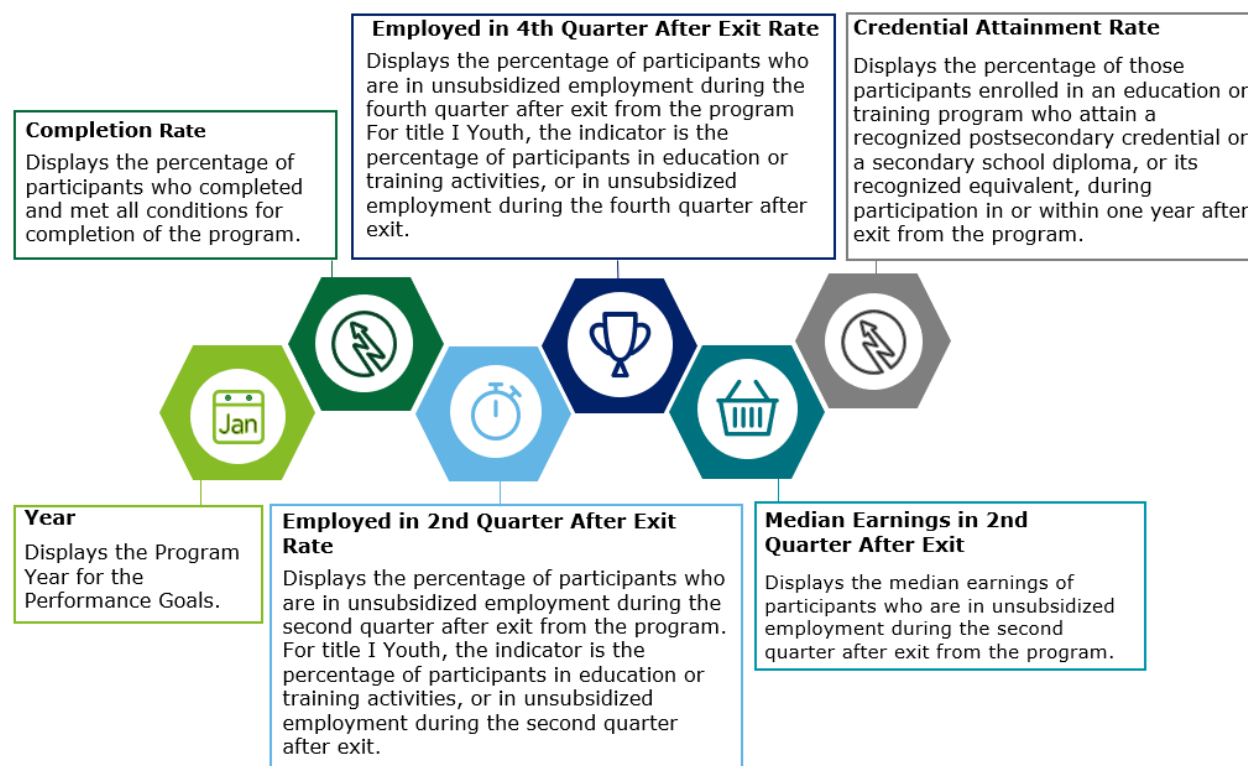 Completion Rate
Displays the percentage of
participants who completed
and met all conditions for
completion of the program.
Employed in 4th Quarter After Exit Rate
Displays the percentage of participants who
are in unsubsidized employment during the
fourth quarter after exit from the program
For title I Youth, the indicator is the
percentage of participants in education or
training activities, or in unsubsidized
employment during the fourth quarter after
exit.
Credential Attainment Rate
Displays the percentage of those
participants enrolled in an education or
training program who attain a
recognized postsecondary credential or
a secondary school diploma, or its
recognized equivalent, during
participation in or within one year after
exit from the program.
Jan
Year
Displays the Program
Year for the
Performance Goals.
Employed in 2nd Quarter After Exit
Rate
Displays the percentage of participants who
are in unsubsidized employment during the
second quarter after exit from the program.
For title I Youth, the indicator is the
percentage of participants in education or
training activities, or in unsubsidized
employment during the second quarter
after exit.
Median Earnings in 2nd
Quarter After Exit
Displays the median earnings of
participants who are in unsubsidized
employment during the second
quarter after exit from the program.